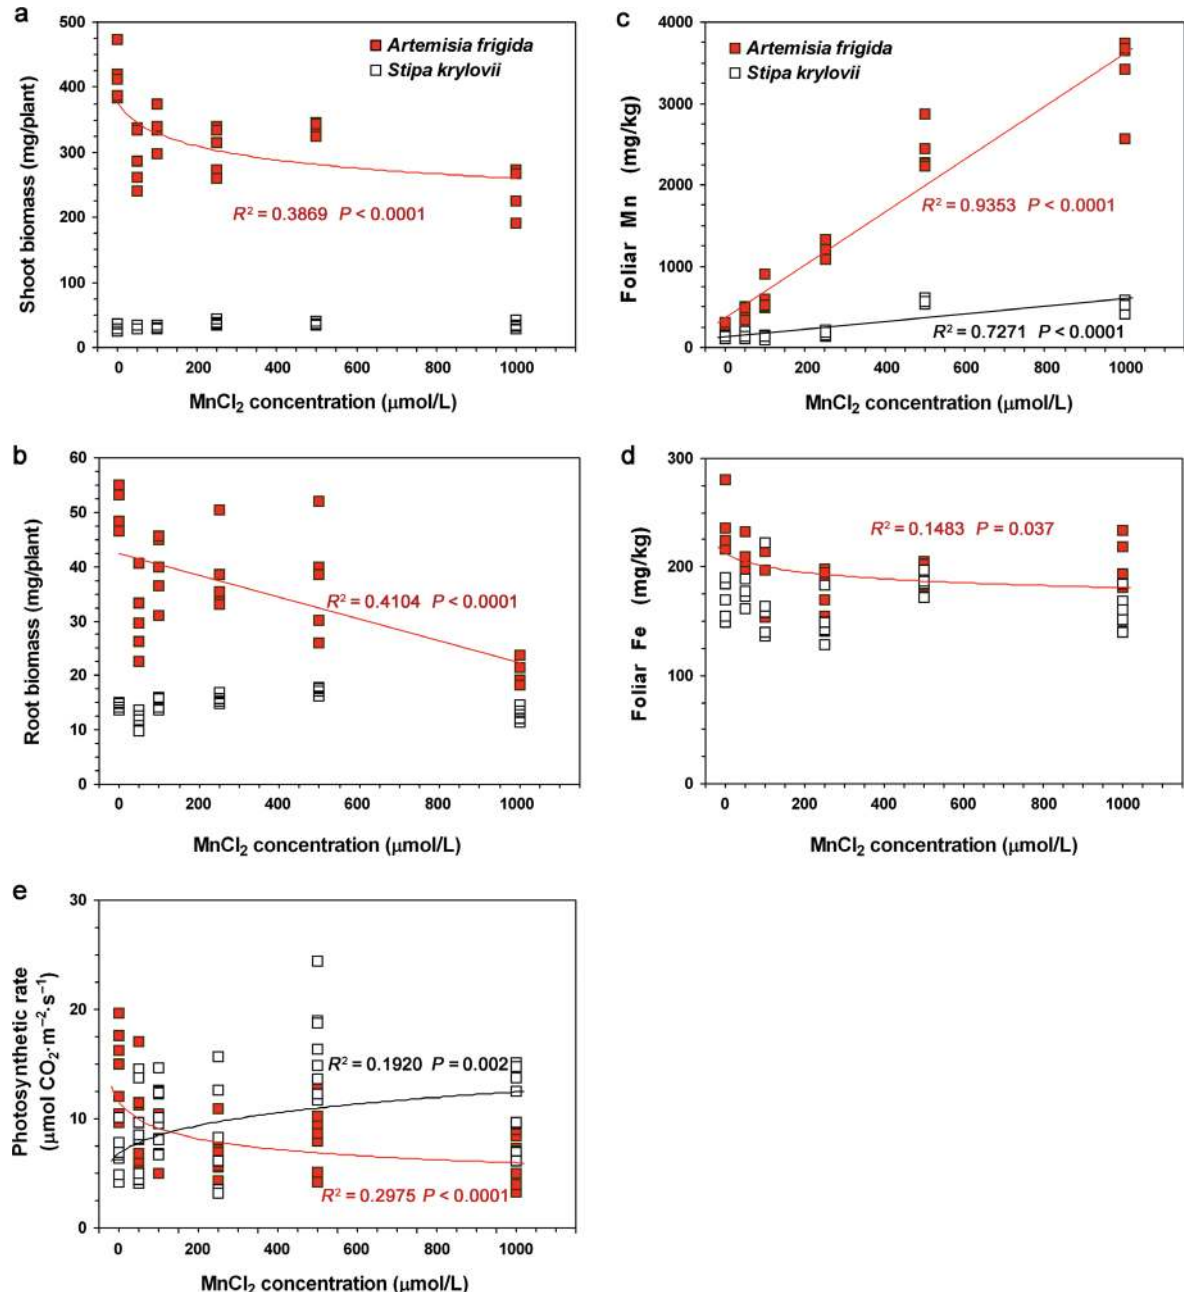 a
500
400
300
200
100
0
Shoot biomass (mg/plant)
Artemisia frigida
Stipa krylovii
R² = 0.3869 P < 0.0001
0 200 400 600 800 1000
MnCl₂ concentration (μmol/L)
c
4000
3000
2000
1000
0
Foliar Mn (mg/kg)
Artemisia frigida
Stipa krylovii
R² = 0.9353 P < 0.0001
R² = 0.7271 P < 0.0001
0 200 400 600 800 1000
MnCl₂ concentration (μmol/L)
b
60
50
40
30
20
10
0
Root biomass (mg/plant)
R² = 0.4104 P < 0.0001
0 200 400 600 800 1000
MnCl₂ concentration (μmol/L)
d
300
200
100
0
Foliar Fe (mg/kg)
R² = 0.1483 P = 0.037
0 200 400 600 800 1000
MnCl₂ concentration (μmol/L)
e
30
20
10
0
Photosynthetic rate
(μmol CO₂·m⁻²·s⁻¹)
R² = 0.1920 P = 0.002
R² = 0.2975 P < 0.0001
0 200 400 600 800 1000
MnCl₂ concentration (μmol/L)